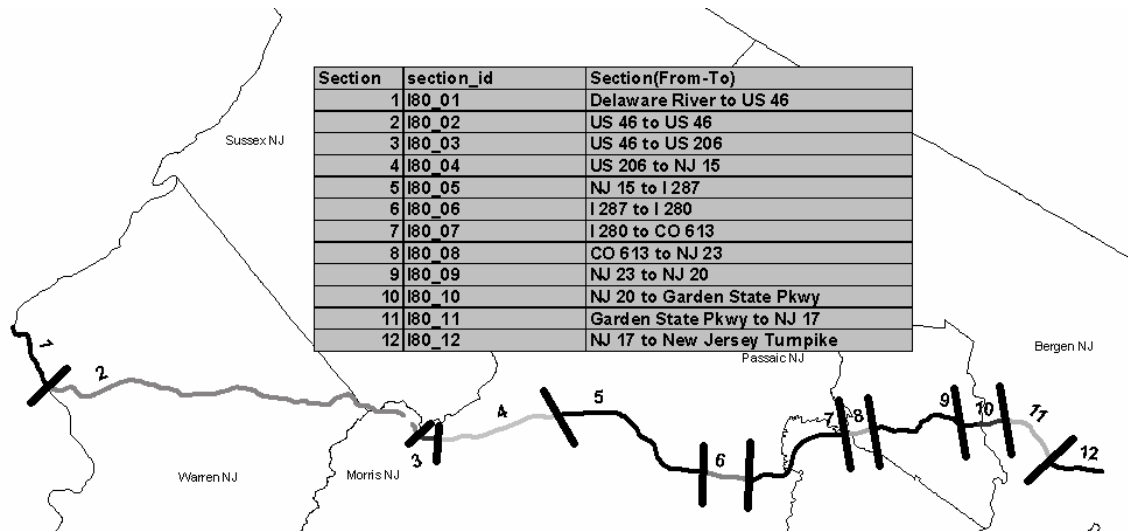 Section section_id Section(From-To)
1 I80_01 Delaware River to US 46
2 I80_02 US 46 to US 46
3 I80_03 US 46 to US 206
4 I80_04 US 206 to NJ 15
5 I80_05 NJ 15 to I 287
6 I80_06 I 287 to I 280
7 I80_07 I 280 to CO 613
8 I80_08 CO 613 to NJ 23
9 I80_09 NJ 23 to NJ 20
10 I80_10 NJ 20 to Garden State Pkwy
11 I80_11 Garden State Pkwy to NJ 17
12 I80_12 NJ 17 to New Jersey Turnpike
Sussex NJ
Passaic NJ
Bergen NJ
Warren NJ
Morris NJ
1
2
3
4
5
6
7
8
9
10
11
12